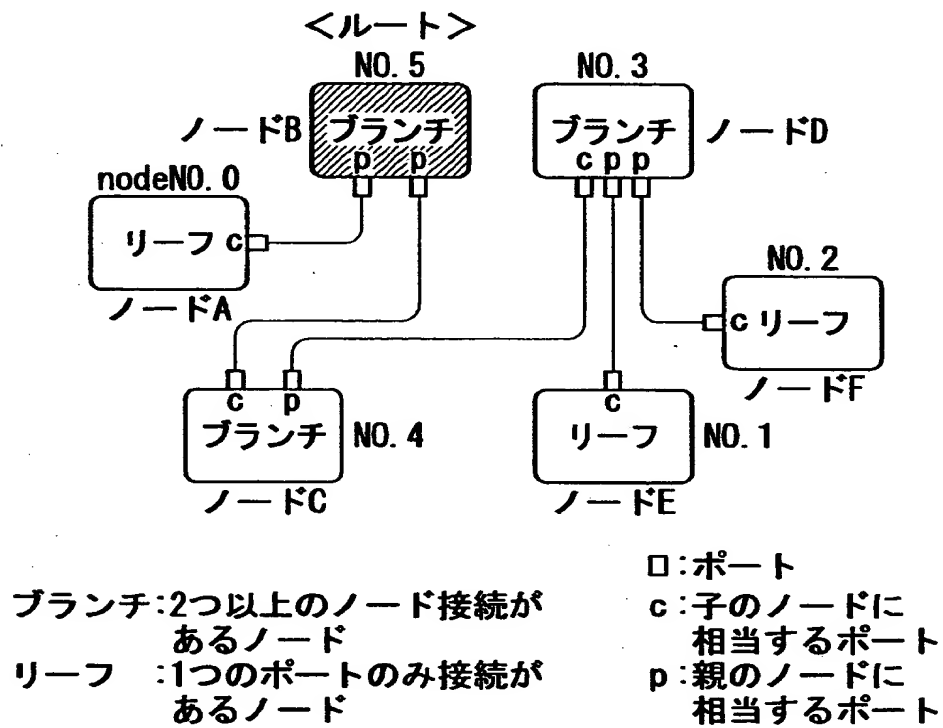 <ルート>
NO. 5
NO. 3
ノードB
ブランチ
p p
ブランチ
c p p
ノードD
nodeNO. 0
リーフ c
ノードA
NO. 2
c リーフ
ノードF
c p
ブランチ
NO. 4
ノードC
c
リーフ
NO. 1
ノードE
ブランチ:2つ以上のノード接続が
あるノード
リーフ :1つのポートのみ接続が
あるノード
□:ポート
c:子のノードに
相当するポート
p:親のノードに
相当するポート